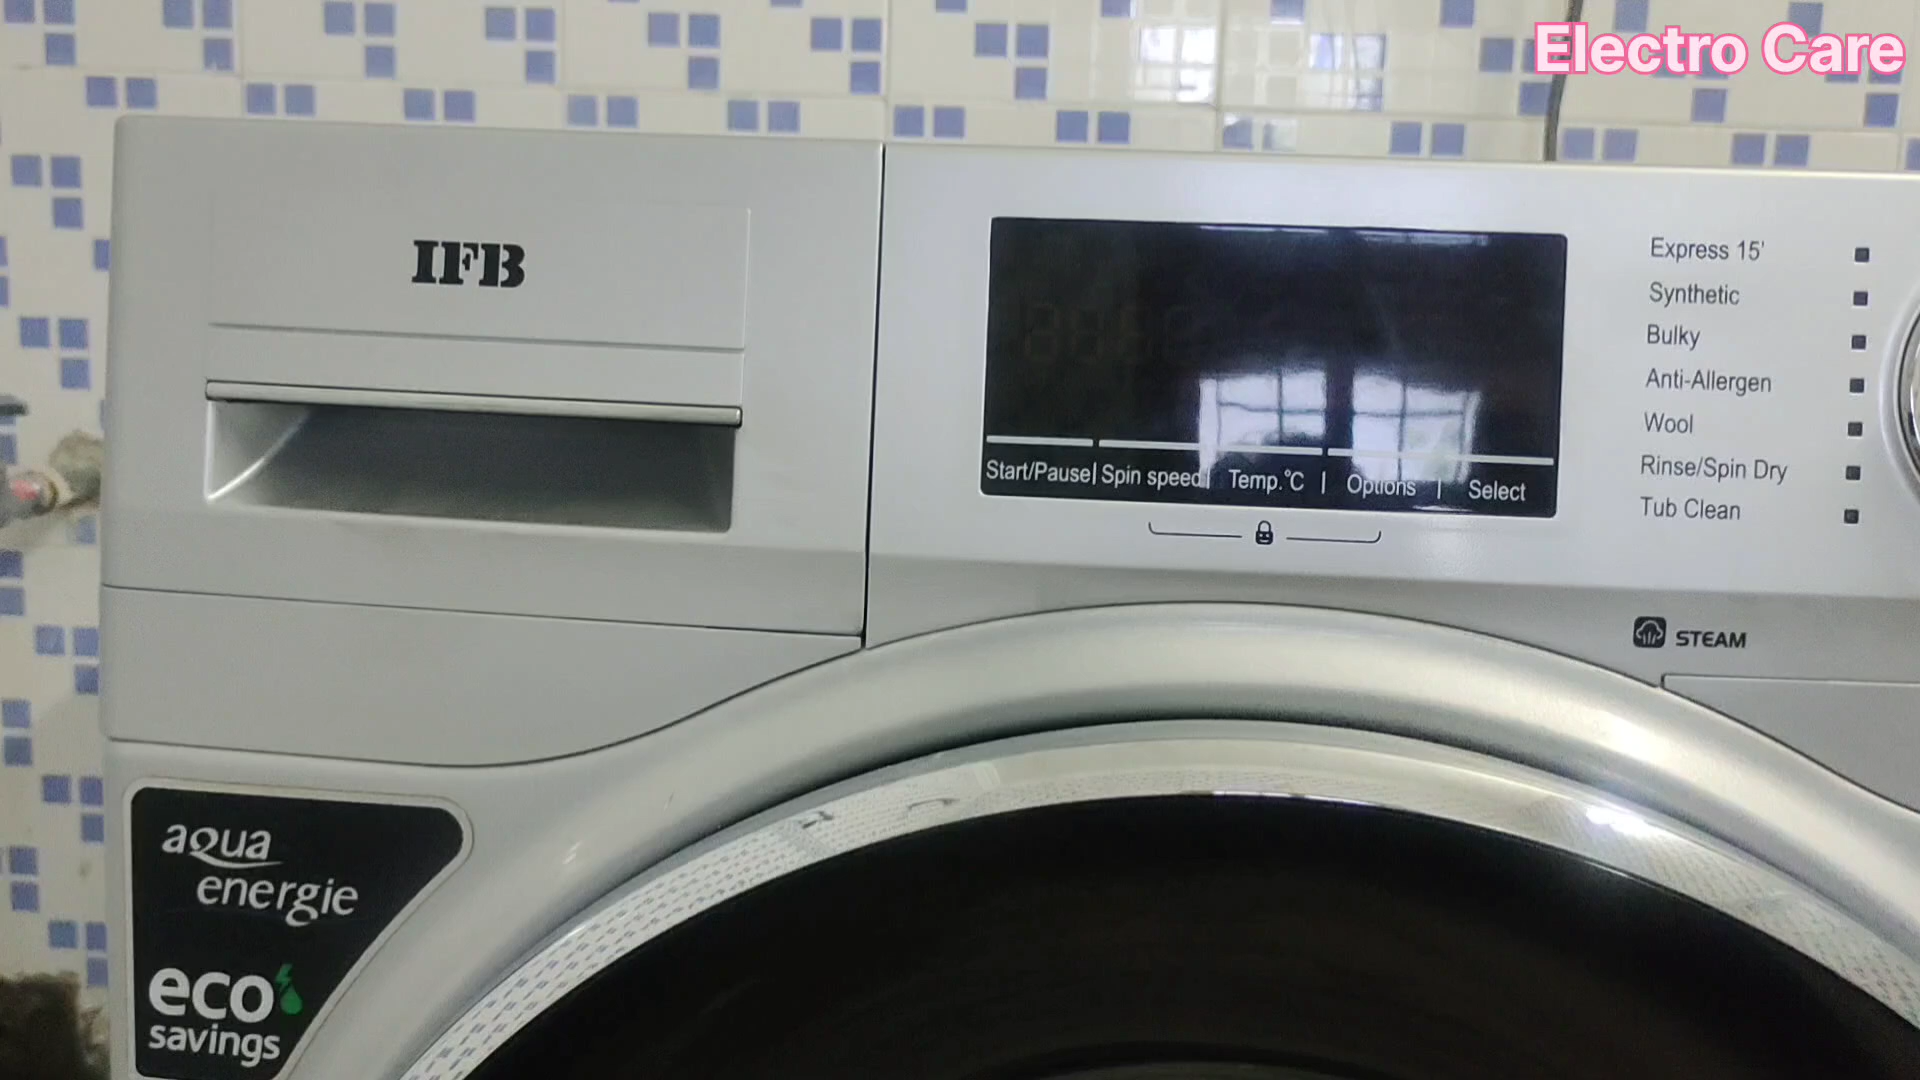 Electro Care
IFB
Express 15'
Synthetic
Bulky
Anti-Allergen
Wool
Rinse/Spin Dry
Tub Clean
Start/Pause| Spin speed| Temp.°C | Options | Select
STEAM
aqua
energie
eco
savings